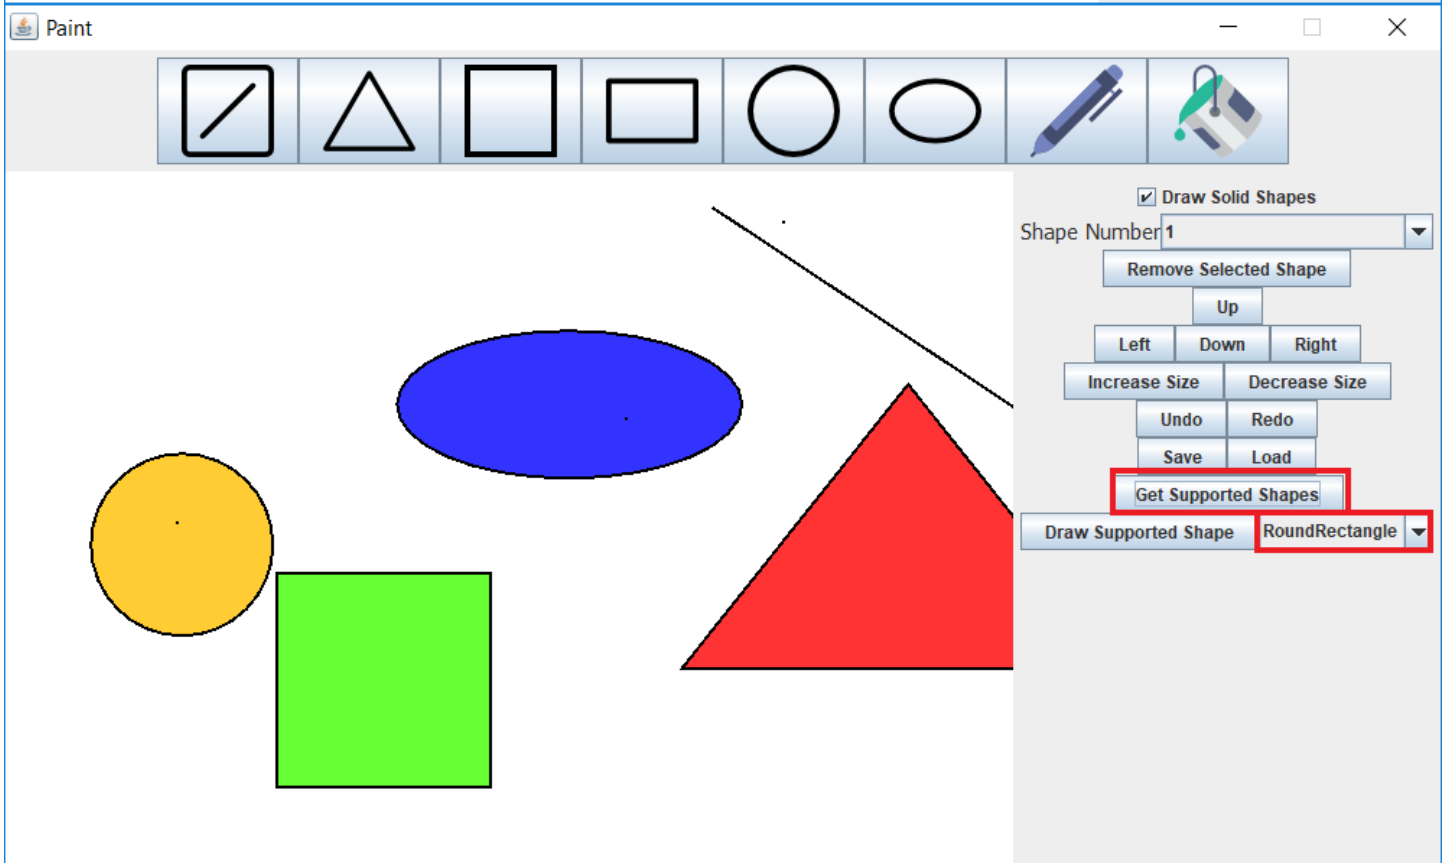 Paint
Draw Solid Shapes
Shape Number 1
Remove Selected Shape
Up
Left Down Right
Increase Size Decrease Size
Undo Redo
Save Load
Get Supported Shapes
Draw Supported Shape RoundRectangle